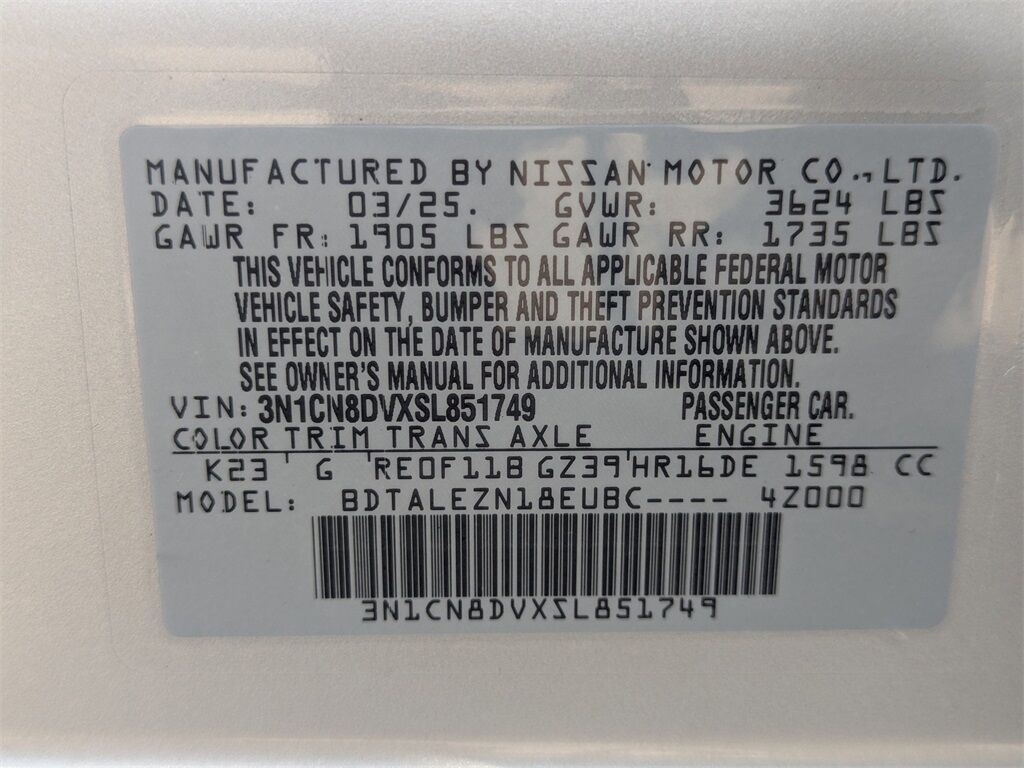 MANUFACTURED BY NISSAN MOTOR CO., LTD.
DATE: 03/25. GVWR: 3624 LBS
GAWR FR: 1905 LBS GAWR RR: 1735 LBS
THIS VEHICLE CONFORMS TO ALL APPLICABLE FEDERAL MOTOR
VEHICLE SAFETY, BUMPER AND THEFT PREVENTION STANDARDS
IN EFFECT ON THE DATE OF MANUFACTURE SHOWN ABOVE.
SEE OWNER'S MANUAL FOR ADDITIONAL INFORMATION.
VIN: 3N1CN8DVXSL851749 PASSENGER CAR.
COLOR TRIM TRANS AXLE ENGINE
K23 G RE0F11B GZ39 HR16DE 1598 CC
MODEL: BDTALEZN18EUBC---- 4Z000
3N1CN8DVXSL851749